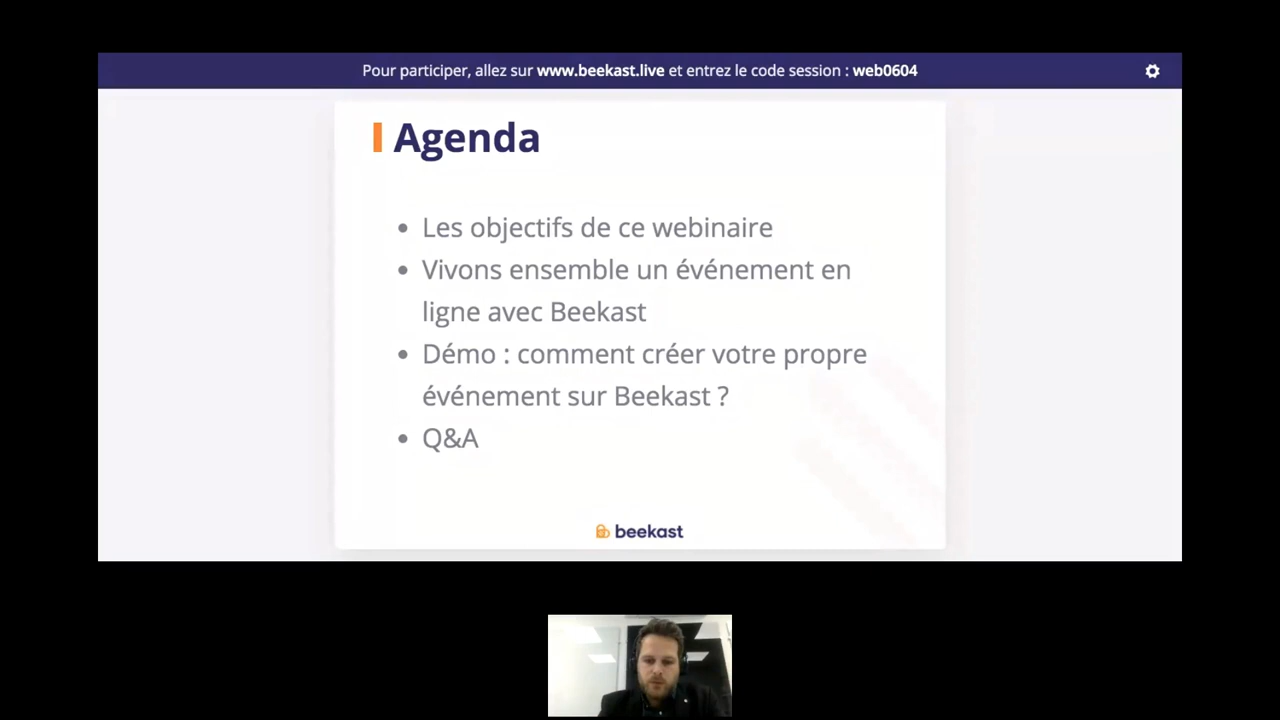 Pour participer, allez sur www.beekast.live et entrez le code session : web0604
Agenda
• Les objectifs de ce webinaire
• Vivons ensemble un événement en
ligne avec Beekast
• Démo : comment créer votre propre
événement sur Beekast ?
• Q&A
beekast